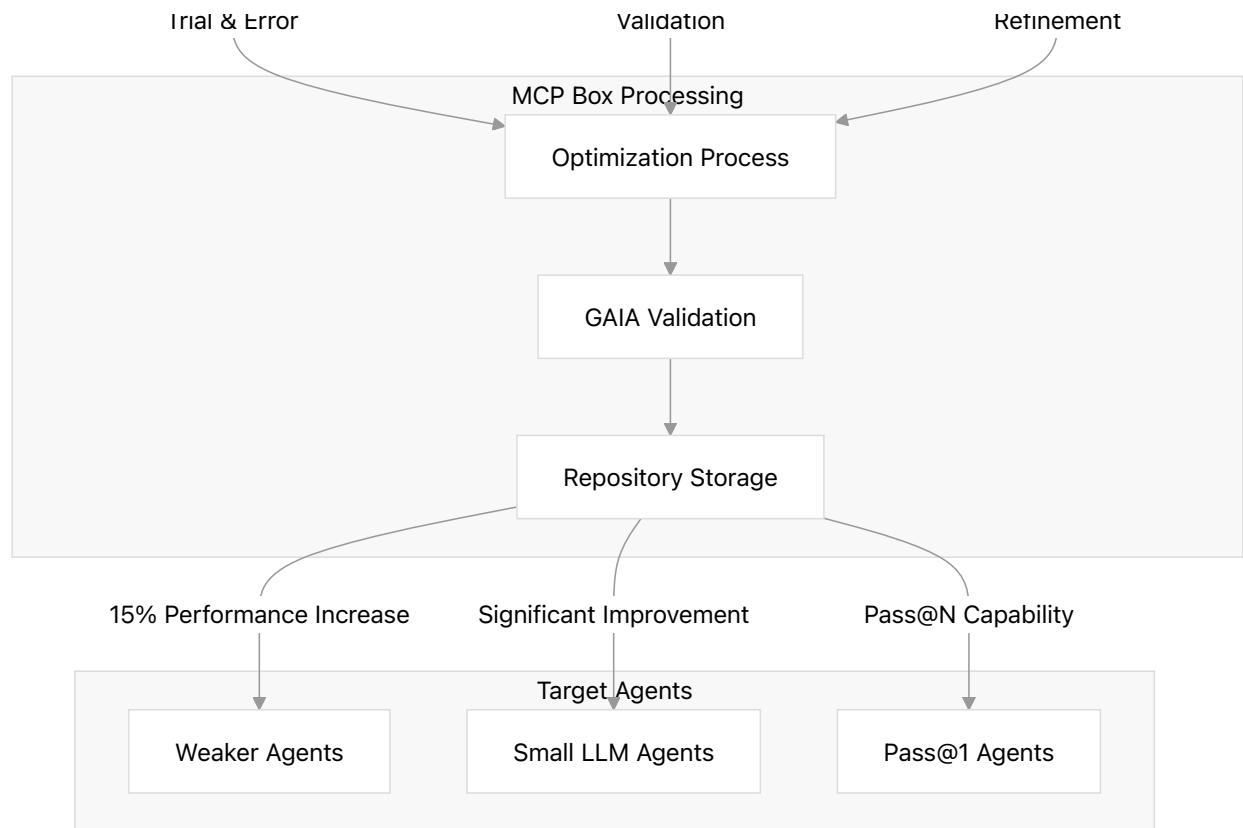 Trial & Error
Validation
Refinement
MCP Box Processing
Optimization Process
GAIA Validation
Repository Storage
15% Performance Increase
Significant Improvement
Pass@N Capability
Target Agents
Weaker Agents
Small LLM Agents
Pass@1 Agents